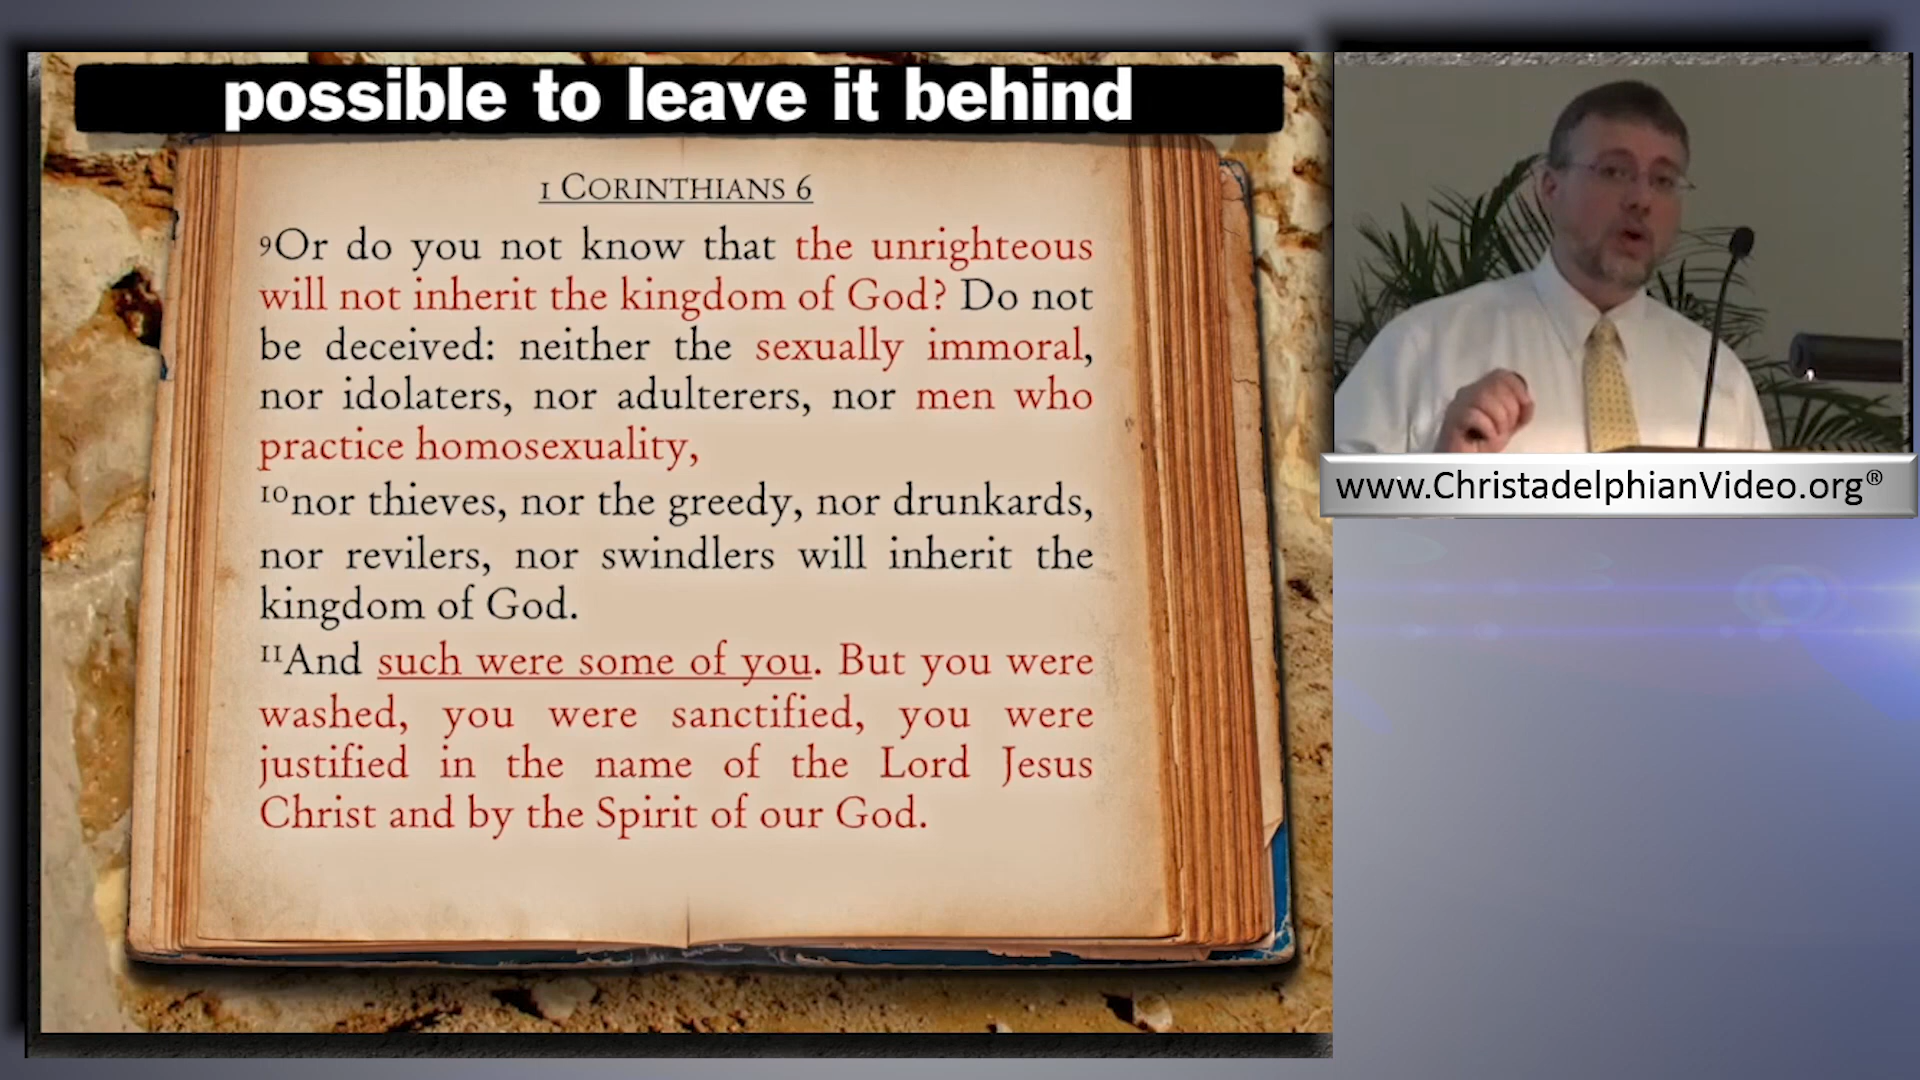 possible to leave it behind
1 CORINTHIANS 6
9Or do you not know that the unrighteous
will not inherit the kingdom of God? Do not
be deceived: neither the sexually immoral,
nor idolaters, nor adulterers, nor men who
practice homosexuality,
10nor thieves, nor the greedy, nor drunkards,
nor revilers, nor swindlers will inherit the
kingdom of God.
11And such were some of you. But you were
washed, you were sanctified, you were
justified in the name of the Lord Jesus
Christ and by the Spirit of our God.
www.ChristadelphianVideo.org®